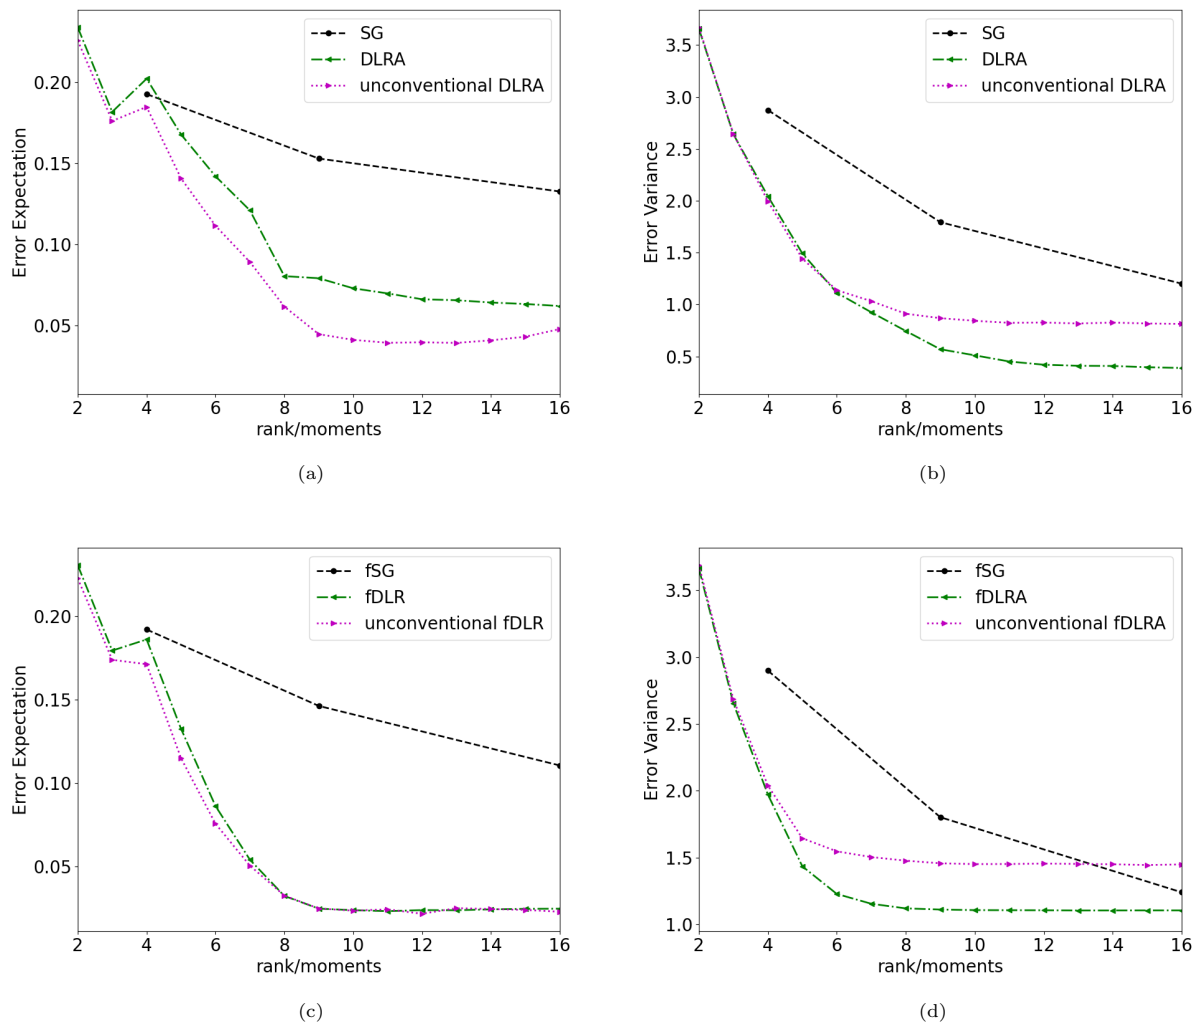 SG
DLRA
unconventional DLRA
0.20
0.15
0.10
0.05
Error Expectation
2 4 6 8 10 12 14 16
rank/moments
(a)
SG
DLRA
unconventional DLRA
3.5
3.0
2.5
2.0
1.5
1.0
0.5
Error Variance
2 4 6 8 10 12 14 16
rank/moments
(b)
fSG
fDLR
unconventional fDLR
0.20
0.15
0.10
0.05
Error Expectation
2 4 6 8 10 12 14 16
rank/moments
(c)
fSG
fDLRA
unconventional fDLRA
3.5
3.0
2.5
2.0
1.5
1.0
Error Variance
2 4 6 8 10 12 14 16
rank/moments
(d)